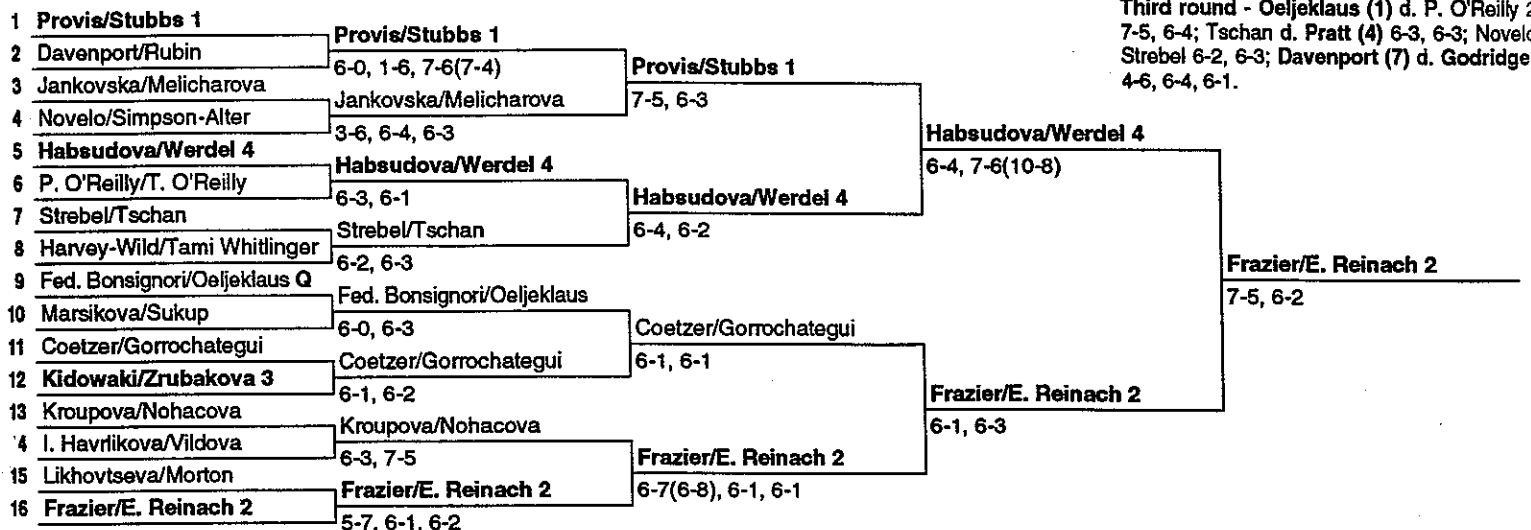 Third round - Oeljeklaus (1) d. P. O'Reilly
7-5, 6-4; Tschan d. Pratt (4) 6-3, 6-3;
Strebel 6-2, 6-3; Davenport (7) d. Godridge
4-6, 6-4, 6-1.
1 Provis/Stubbs 1
2 Davenport/Rubin
3 Jankovska/Melicharova
4 Novelo/Simpson-Alter
5 Habsudova/Werdel 4
6 P. O'Reilly/T. O'Reilly
7 Strebel/Tschan
8 Harvey-Wild/Tami Whitlinger
9 Fed. Bonsignori/Oeljeklaus Q
10 Marsikova/Sukup
11 Coetzer/Gorrochategui
12 Kidowaki/Zrubakova 3
13 Kroupova/Nohacova
4 I. Havrlikova/Vildova
15 Likhovtseva/Morton
16 Frazier/E. Reinach 2
Provis/Stubbs 1
6-0, 1-6, 7-6(7-4)
Jankovska/Melicharova
3-6, 6-4, 6-3
Habsudova/Werdel 4
6-3, 6-1
Strebel/Tschan
6-2, 6-3
Fed. Bonsignori/Oeljeklaus
6-0, 6-3
Coetzer/Gorrochategui
6-1, 6-2
Kroupova/Nohacova
6-3, 7-5
Frazier/E. Reinach 2
5-7, 6-1, 6-2
Provis/Stubbs 1
7-5, 6-3
Habsudova/Werdel 4
6-4, 6-2
Coetzer/Gorrochategui
6-1, 6-1
Frazier/E. Reinach 2
6-7(6-8), 6-1, 6-1
Habsudova/Werdel 4
6-4, 7-6(10-8)
Frazier/E. Reinach 2
6-1, 6-3
Frazier/E. Reinach 2
7-5, 6-2